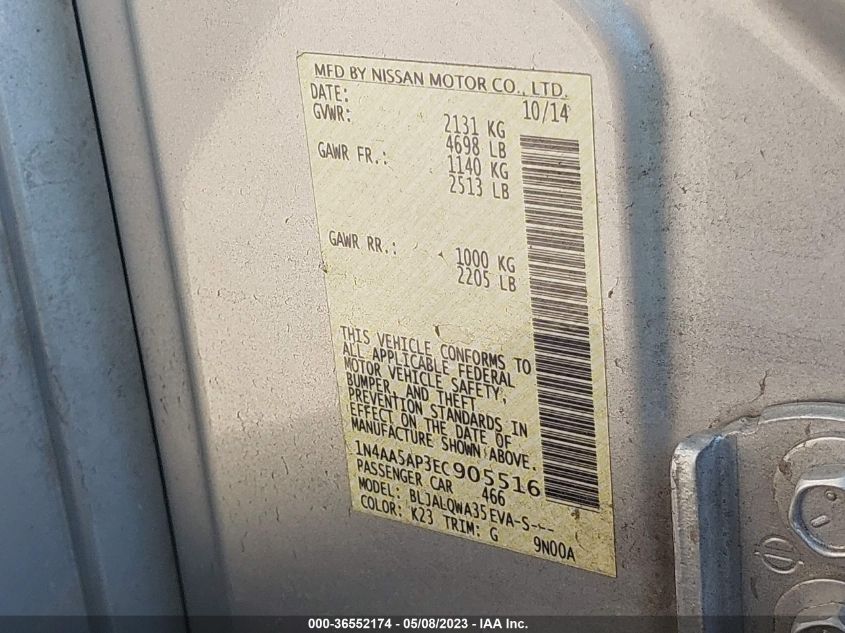 MFD BY NISSAN MOTOR CO., LTD.
DATE: 10/14
GVWR: 2131 KG
4698 LB
GAWR FR.: 1140 KG
2513 LB
GAWR RR.: 1000 KG
2205 LB
THIS VEHICLE CONFORMS TO
ALL APPLICABLE FEDERAL
MOTOR VEHICLE SAFETY,
BUMPER, AND THEFT
PREVENTION STANDARDS IN
EFFECT ON THE DATE OF
MANUFACTURE SHOWN ABOVE.
1N4AA5AP3EC905516
PASSENGER CAR 466
MODEL: BLJALQWA35EVA-S---
COLOR: K23 TRIM: G 9N00A
000-36552174 - 05/08/2023 - IAA Inc.